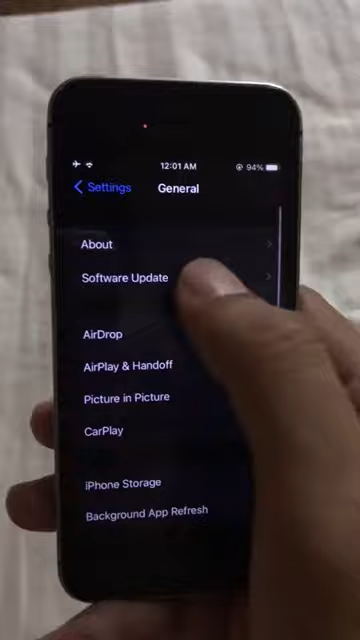 12:01 AM
94%
Settings
General
About
Software Update
AirDrop
AirPlay & Handoff
Picture in Picture
CarPlay
iPhone Storage
Background App Refresh